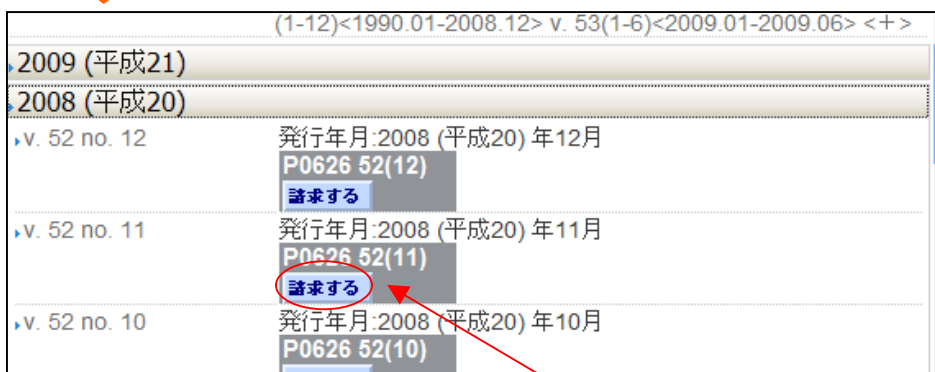 (1-12)<1990.01-2008.12> v. 53(1-6)<2009.01-2009.06> <+>
2009 (平成21)
2008 (平成20)
v. 52 no. 12 発行年月:2008 (平成20) 年12月
P0626 52(12)
請求する
v. 52 no. 11 発行年月:2008 (平成20) 年11月
P0626 52(11)
請求する
v. 52 no. 10 発行年月:2008 (平成20) 年10月
P0626 52(10)